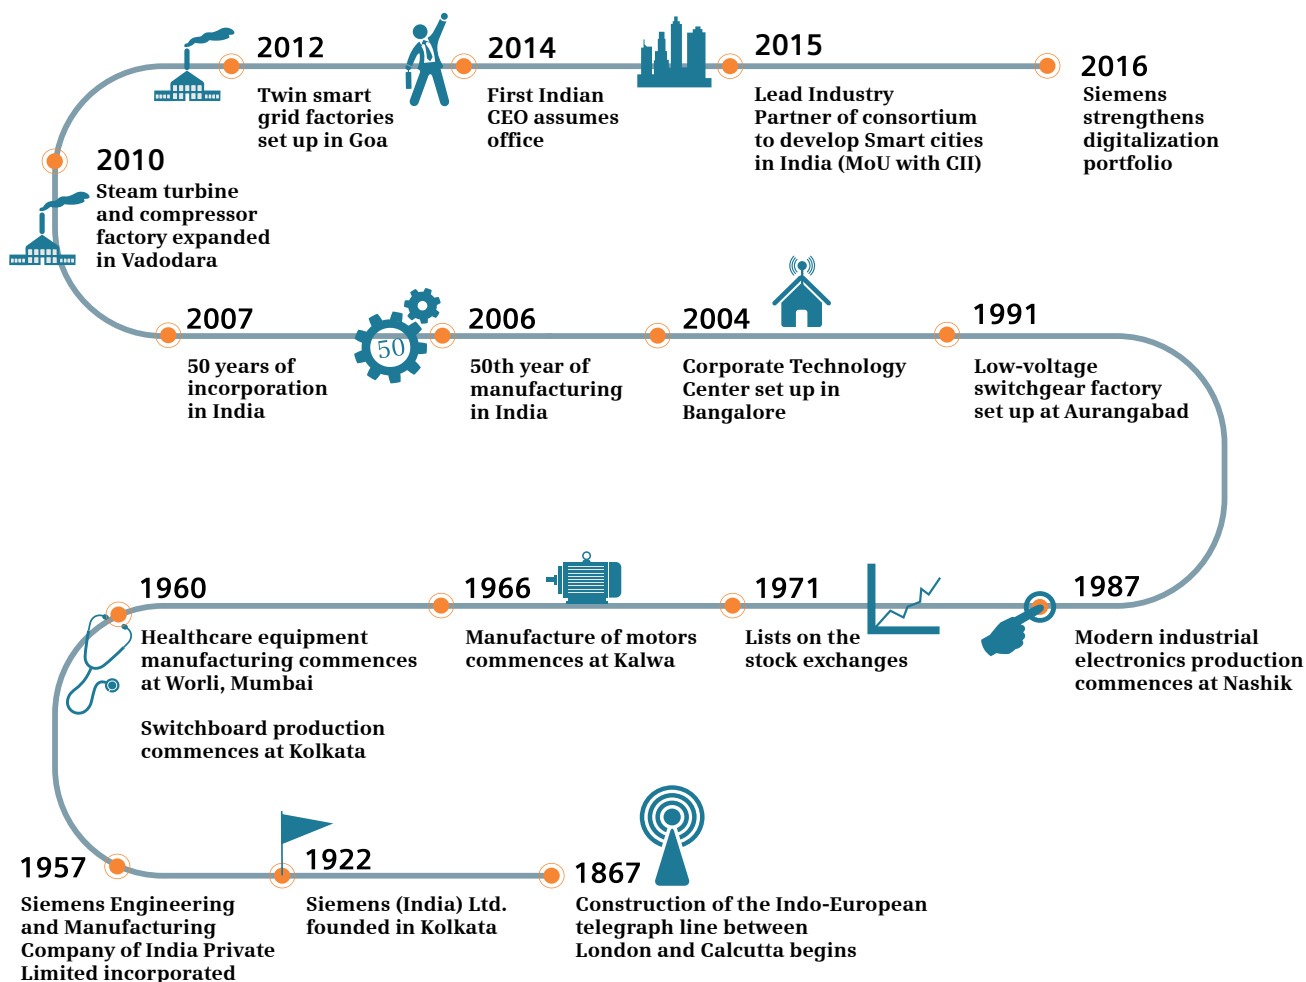 2012
Twin smart
grid factories
set up in Goa
2014
First Indian
CEO assumes
office
2015
Lead Industry
Partner of consortium
to develop Smart cities
in India (MoU with CII)
2016
Siemens
strengthens
digitalization
portfolio
2010
Steam turbine
and compressor
factory expanded
in Vadodara
2007
50 years of
incorporation
in India
50
2006
50th year of
manufacturing
in India
2004
Corporate Technology
Center set up in
Bangalore
1991
Low-voltage
switchgear factory
set up at Aurangabad
1960
Healthcare equipment
manufacturing commences
at Worli, Mumbai
Switchboard production
commences at Kolkata
1966
Manufacture of motors
commences at Kalwa
1971
Lists on the
stock exchanges
1987
Modern industrial
electronics production
commences at Nashik
1957
Siemens Engineering
and Manufacturing
Company of India Private
Limited incorporated
1922
Siemens (India) Ltd.
founded in Kolkata
1867
Construction of the Indo-European
telegraph line between
London and Calcutta begins